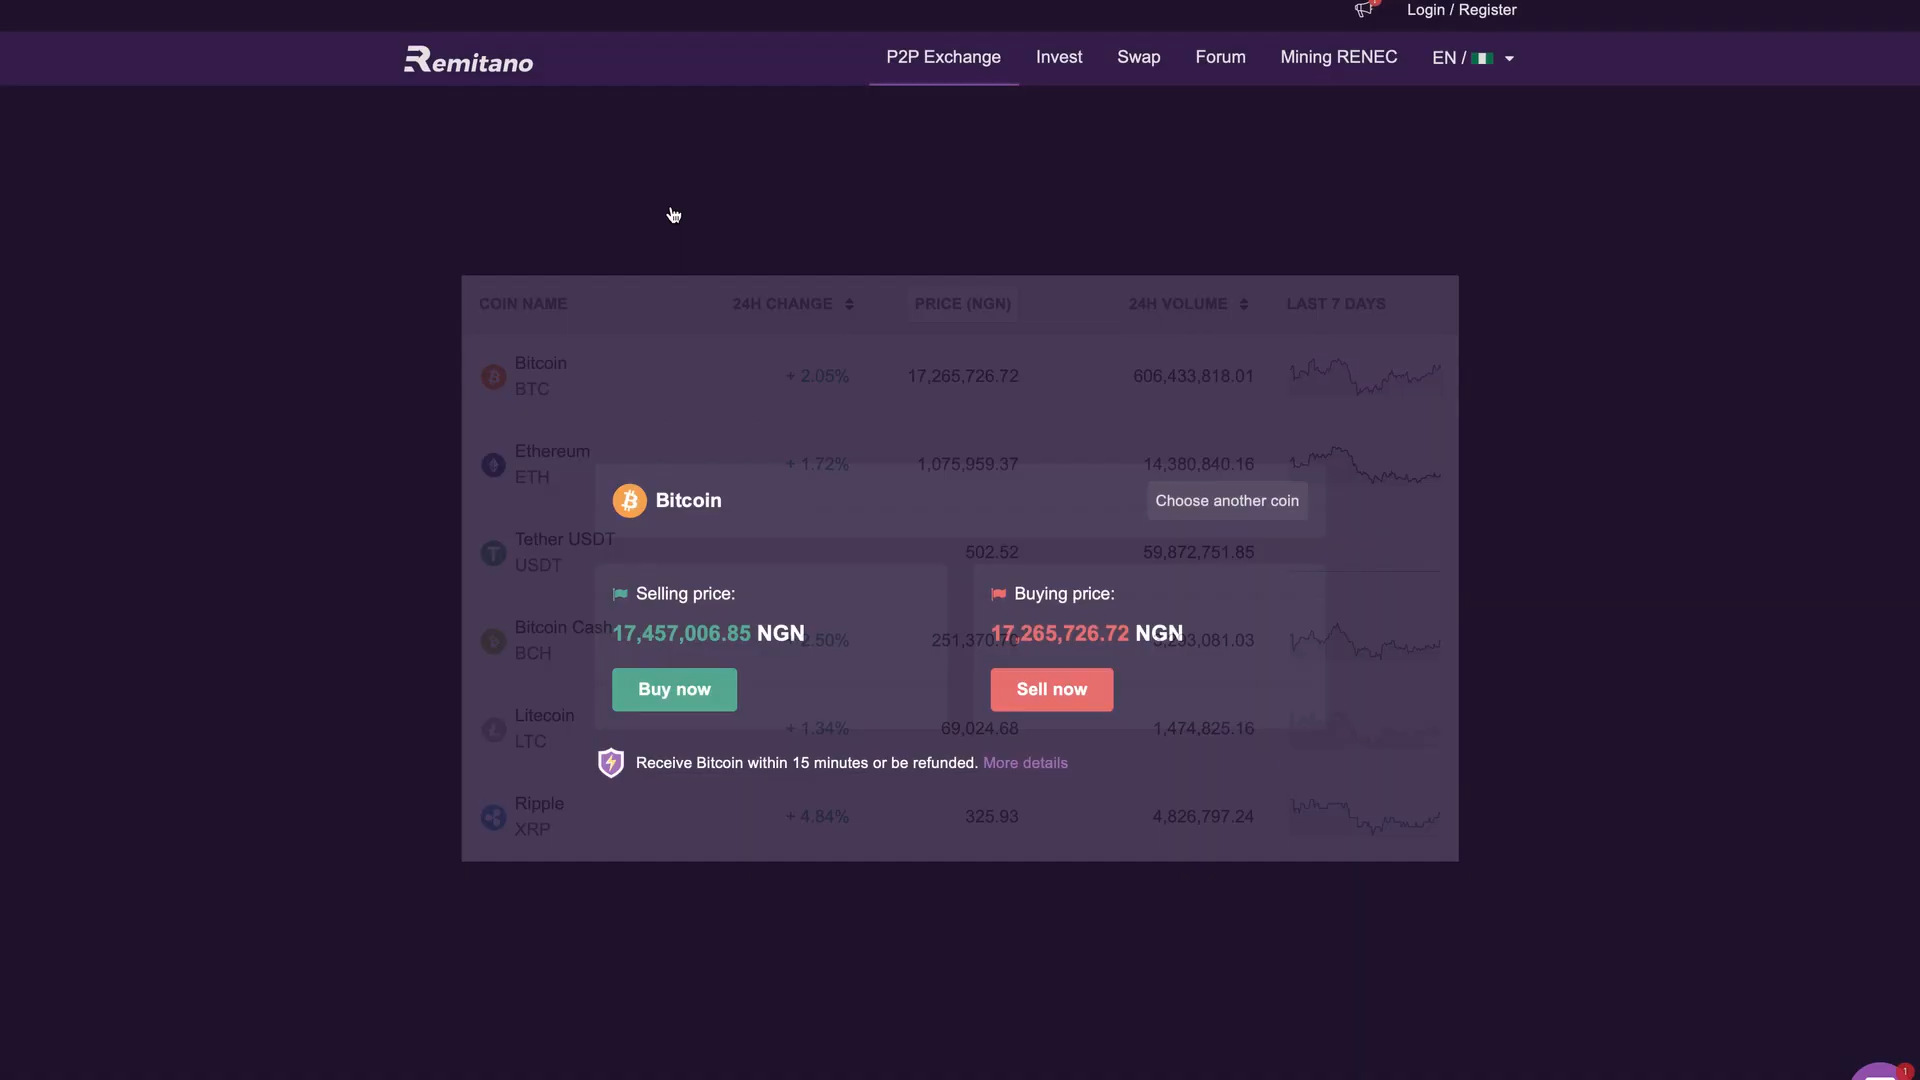 Login / Register
Remitano
P2P Exchange Invest Swap Forum Mining RENEC EN /
COIN NAME 24H CHANGE PRICE (NGN) 24H VOLUME LAST 7 DAYS
Bitcoin
BTC
+ 2.05% 17,265,726.72 606,433,818.01
Ethereum
ETH
+ 1.72% 1,075,959.37 14,380,840.16
Bitcoin Choose another coin
Tether USDT
USDT
502.52 59,872,751.85
Selling price: Buying price:
Bitcoin Cash
BCH
17,457,006.85 NGN 17,265,726.72 NGN
Buy now Sell now
Litecoin
LTC
+ 1.34% 69,024.68 1,474,825.16
Receive Bitcoin within 15 minutes or be refunded. More details
Ripple
XRP
+ 4.84% 325.93 4,826,797.24
1